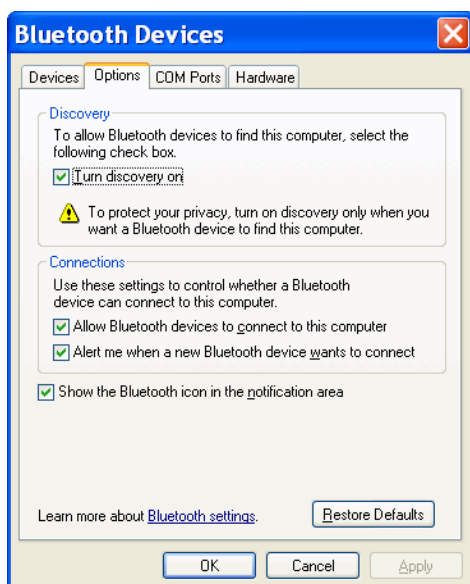 Bluetooth Devices
Devices Options COM Ports Hardware
Discovery
To allow Bluetooth devices to find this computer, select the
following check box.
Turn discovery on
To protect your privacy, turn on discovery only when you
want a Bluetooth device to find this computer.
Connections
Use these settings to control whether a Bluetooth
device can connect to this computer.
Allow Bluetooth devices to connect to this computer
Alert me when a new Bluetooth device wants to connect
Show the Bluetooth icon in the notification area
Learn more about Bluetooth settings. Restore Defaults
OK Cancel Apply